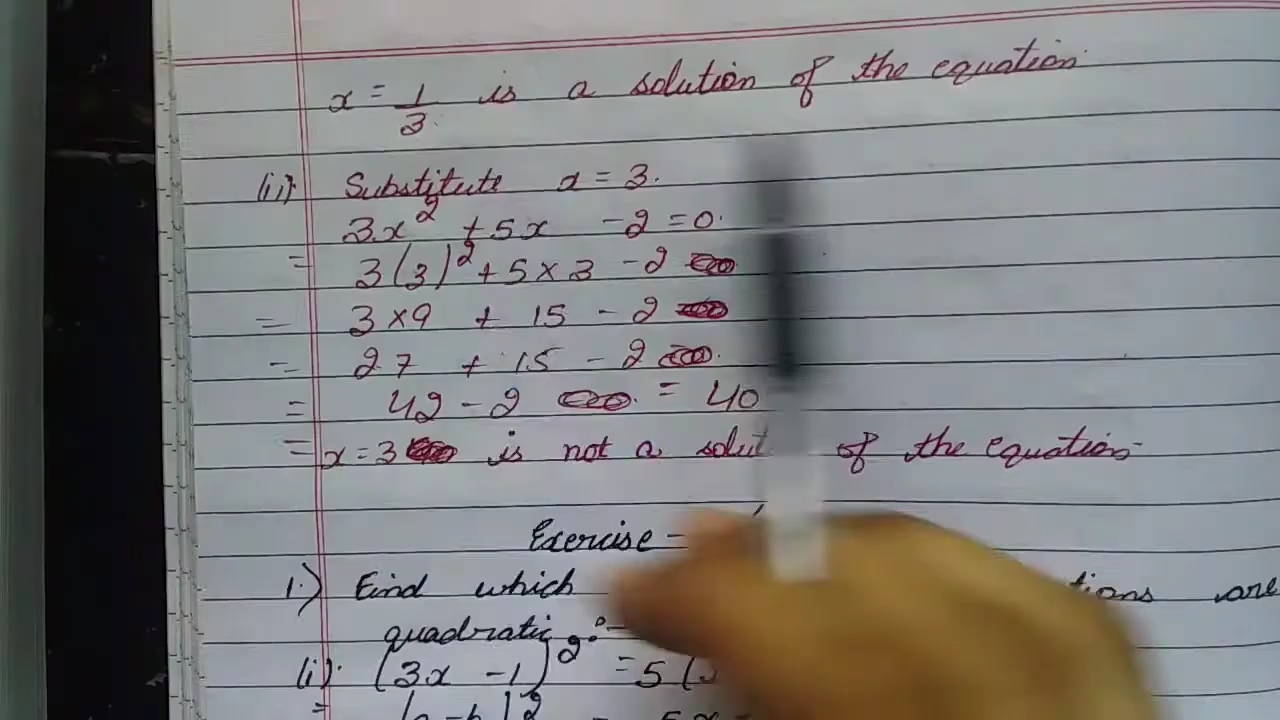 x = 1/3 is a solution of the equation
(ii) Substitute x = 3.
3x² + 5x - 2 = 0.
= 3(3)² + 5 × 3 - 2
= 3 × 9 + 15 - 2
= 27 + 15 - 2
= 42 - 2 = 40
= x = 3 is not a of the equation
Exercise -
1.) Find which are
quadratic :-
(i). (3x - 1)² = 5(
=